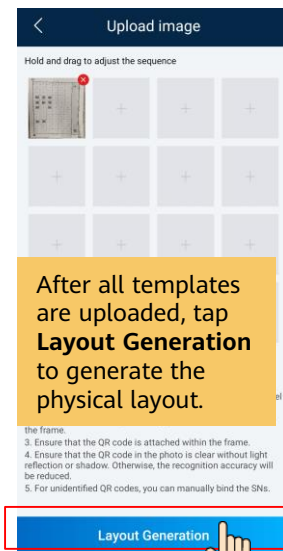 Upload image
Hold and drag to adjust the sequence
After all templates
are uploaded, tap
Layout Generation
to generate the
physical layout.
el
the frame.
3. Ensure that the QR code is attached within the frame.
4. Ensure that the QR code in the photo is clear without light
reflection or shadow. Otherwise, the recognition accuracy will
be reduced.
5. For unidentified QR codes, you can manually bind the SNs.
Layout Generation